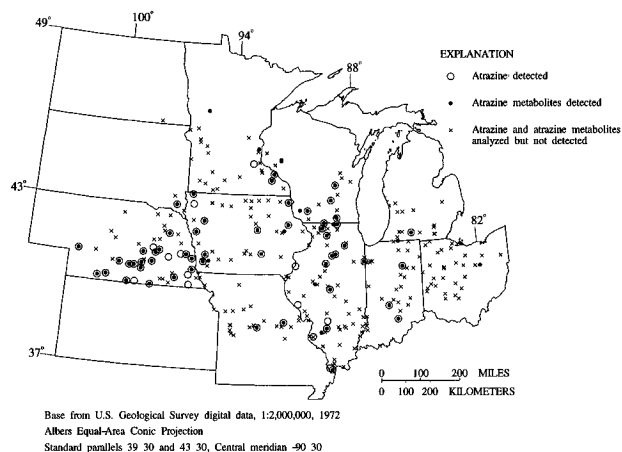 49°
100°
94°
88°
43°
82°
37°
EXPLANATION
Atrazine detected
Atrazine metabolites detected
Atrazine and atrazine metabolites
analyzed but not detected
0 100 200 MILES
0 100 200 KILOMETERS
Base from U.S. Geological Survey digital data, 1:2,000,000, 1972
Albers Equal-Area Conic Projection
Standard parallels 39 30 and 43 30, Central meridian -90 30